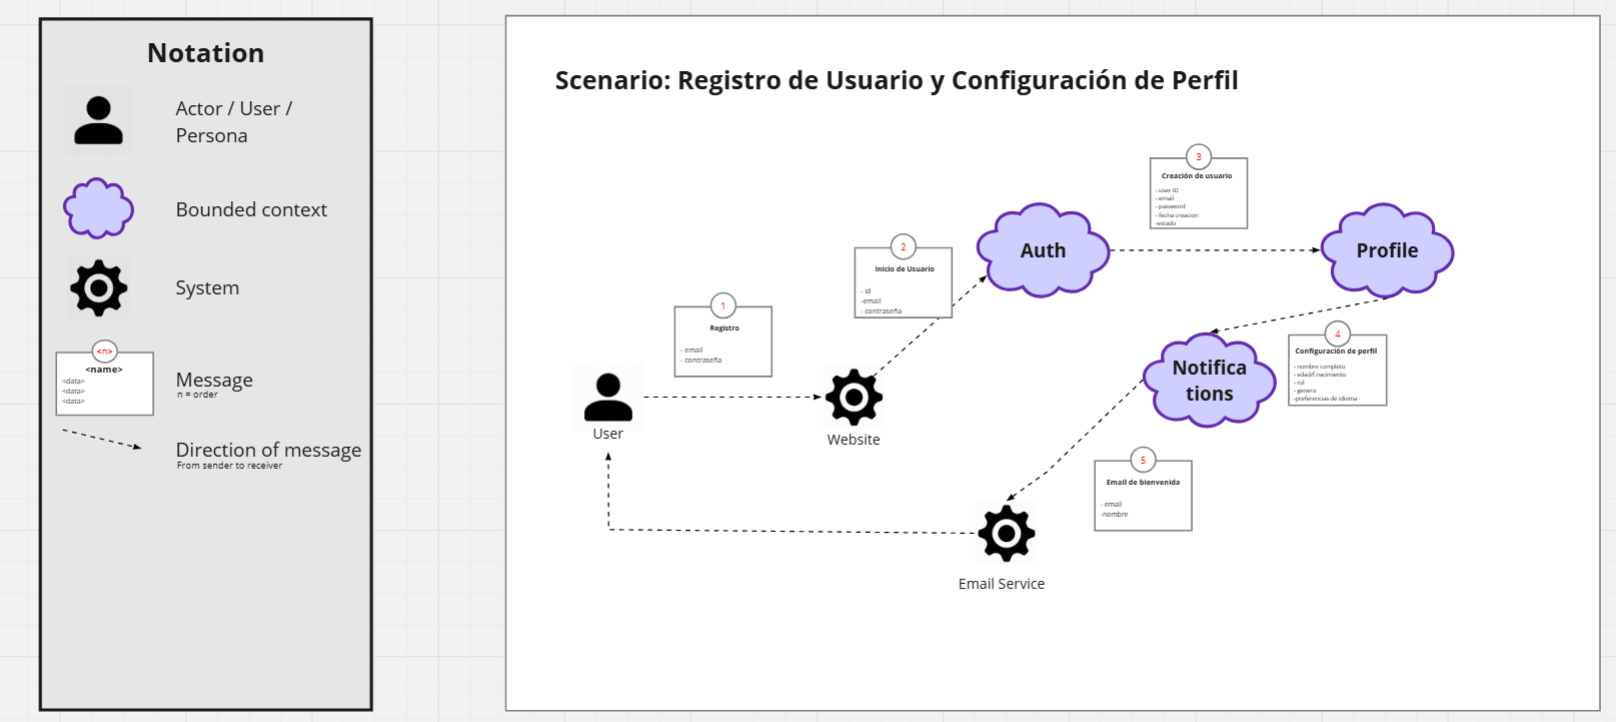 Notation
Actor / User /
Persona
Bounded context
System
<n>
<name>
<data>
<data>
<data>
Message
n = order
Direction of message
From sender to receiver
Scenario: Registro de Usuario y Configuración de Perfil
1
Registro
- email
- contraseña
2
Inicio de Usuario
- id
-email
- contraseña
3
Creación de usuario
- user ID
- email
- password
- fecha creacion
-estado
Auth
Profile
Notifica
tions
4
Configuración de perfil
- nombre completo
- edad/f.nacimiento
- rol
- genero
-preferencias de idioma
User
Website
5
Email de bienvenida
- email
-nombre
Email Service